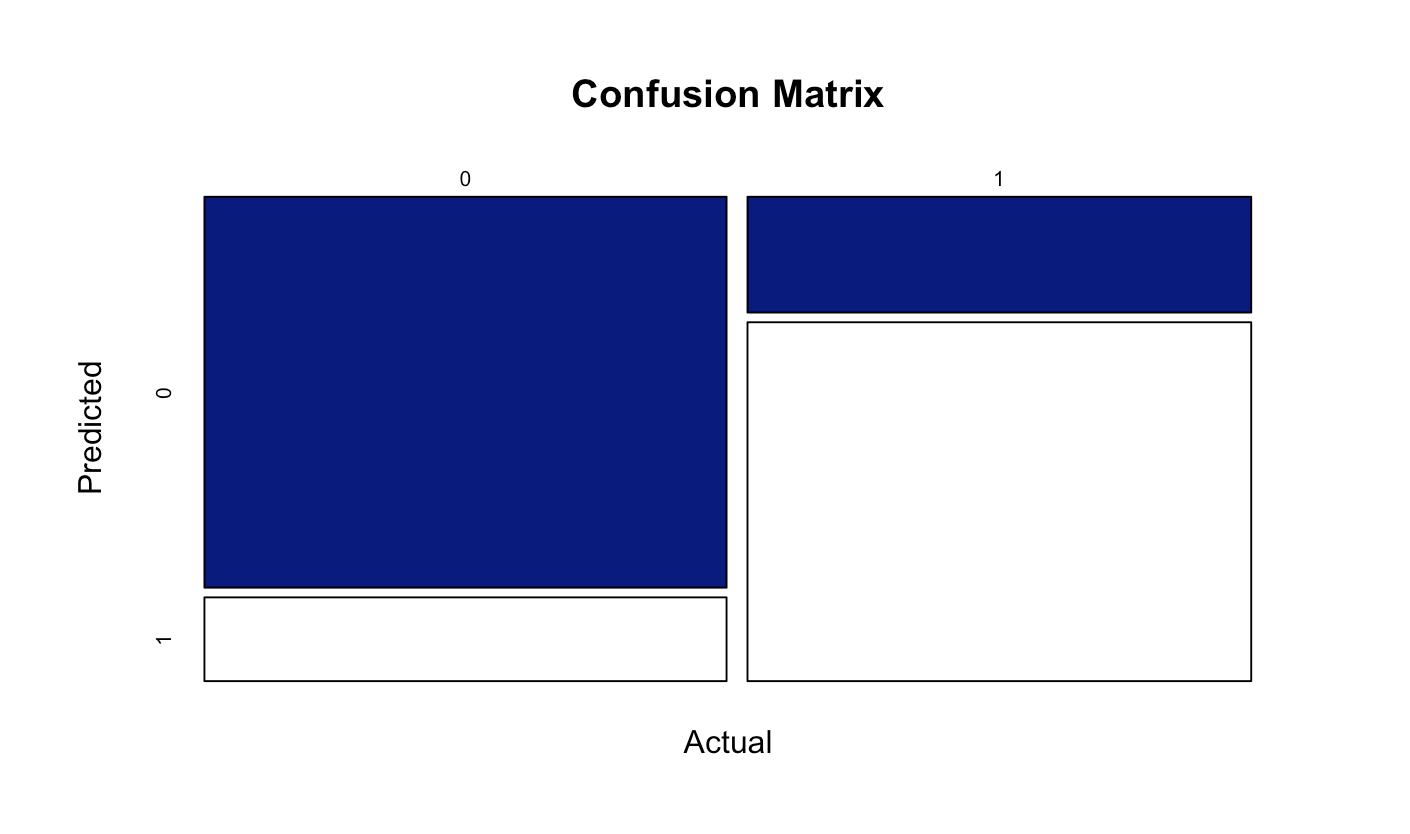 Confusion Matrix
0 1
Predicted
0
1
Actual